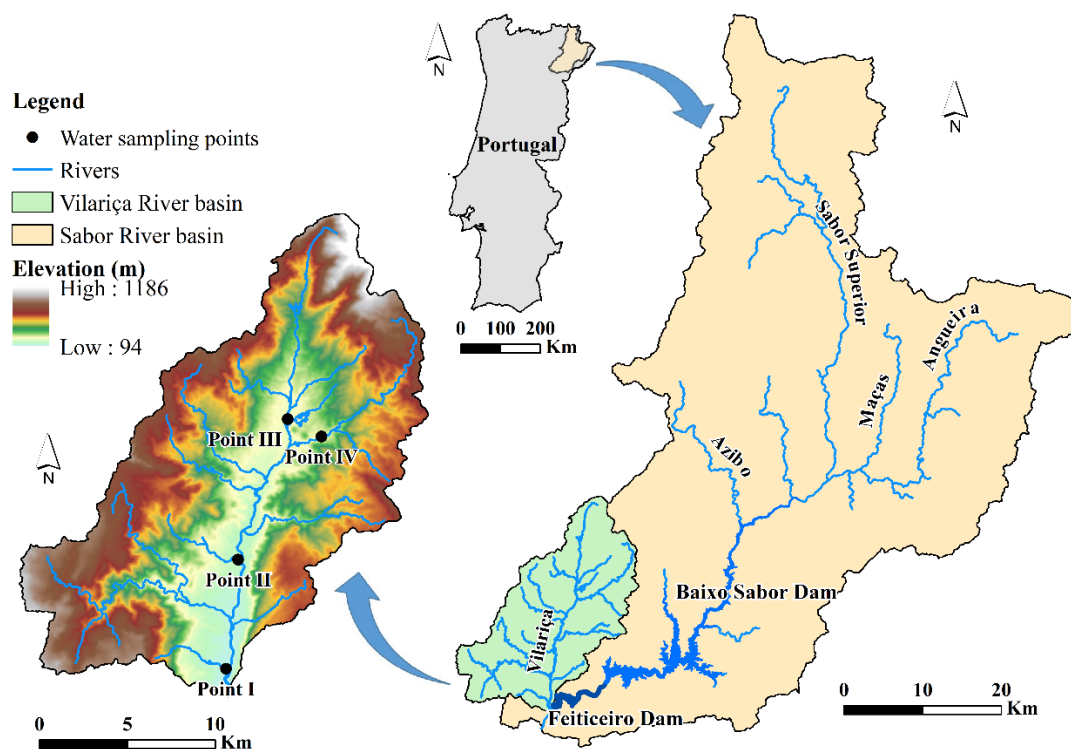 Legend
Water sampling points
Rivers
Vilariça River basin
Sabor River basin
Elevation (m)
High : 1186
Low : 94
N
Point III
Point IV
Point II
Point I
0 5 10
Km
N
Portugal
0 100 200
Km
N
Sabor Superior
Angueira
Maças
Azibo
Baixo Sabor Dam
Vilariça
Feiticeiro Dam
0 10 20
Km